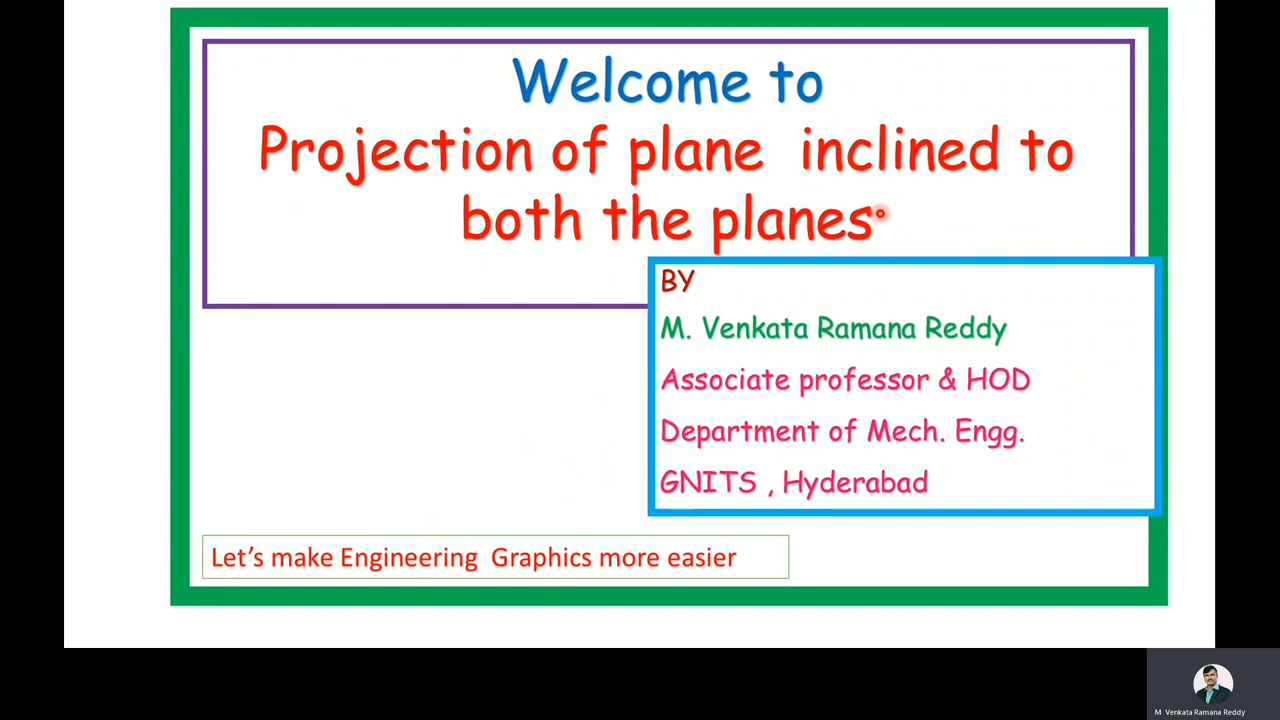 Welcome to
Projection of plane inclined to
both the planes
BY
M. Venkata Ramana Reddy
Associate professor & HOD
Department of Mech. Engg.
GNITS , Hyderabad
Let's make Engineering Graphics more easier
M Venkata Ramana Reddy